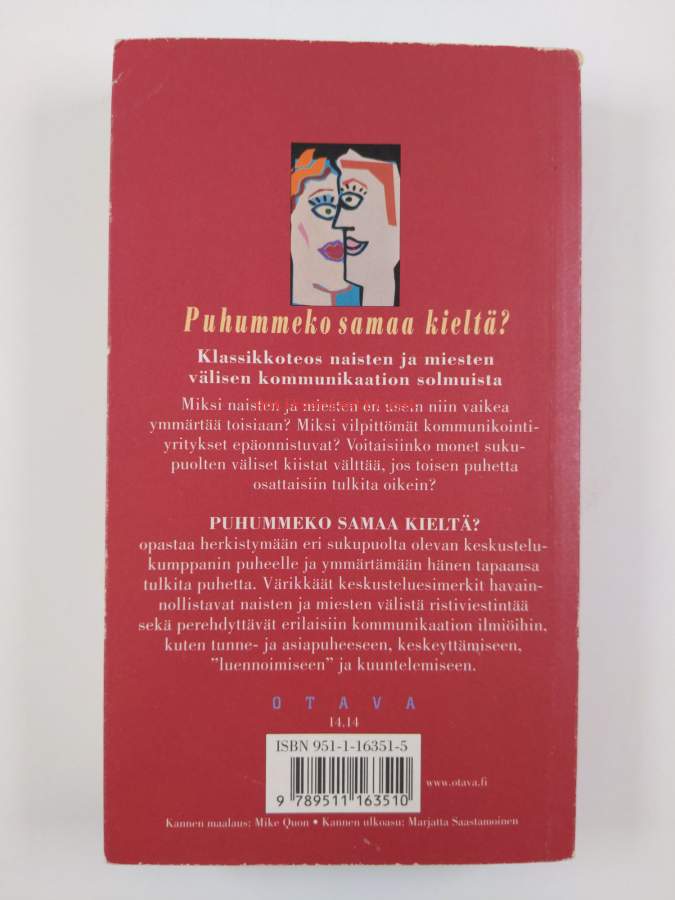 Puhummeko samaa kieltä?
Klassikkoteos naisten ja miesten
välisen kommunikaation solmuista
Miksi naisten ja miesten on usein niin vaikea
ymmärtää toisiaan? Miksi vilpittömät kommunikointi-
yritykset epäonnistuvat? Voitaisiinko monet suku-
puolten väliset kiistat välttää, jos toisen puhetta
osattaisiin tulkita oikein?
PUHUMMEKO SAMAA KIELTÄ?
opastaa herkistymään eri sukupuolta olevan keskustelu-
kumppanin puheelle ja ymmärtämään hänen tapaansa
tulkita puhetta. Värikkäät keskusteluesimerkit havain-
nollistavat naisten ja miesten välistä ristiviestintää
sekä perehdyttävät erilaisiin kommunikaation ilmiöihin,
kuten tunne- ja asiapuheeseen, keskeyttämiseen,
”luennoimiseen” ja kuuntelemiseen.
OTAVA
14.14
ISBN 951-1-16351-5
9 789511 163510
www.otava.fi
Kannen maalaus: Mike Quon • Kannen ulkoasu: Marjatta Saastamoinen